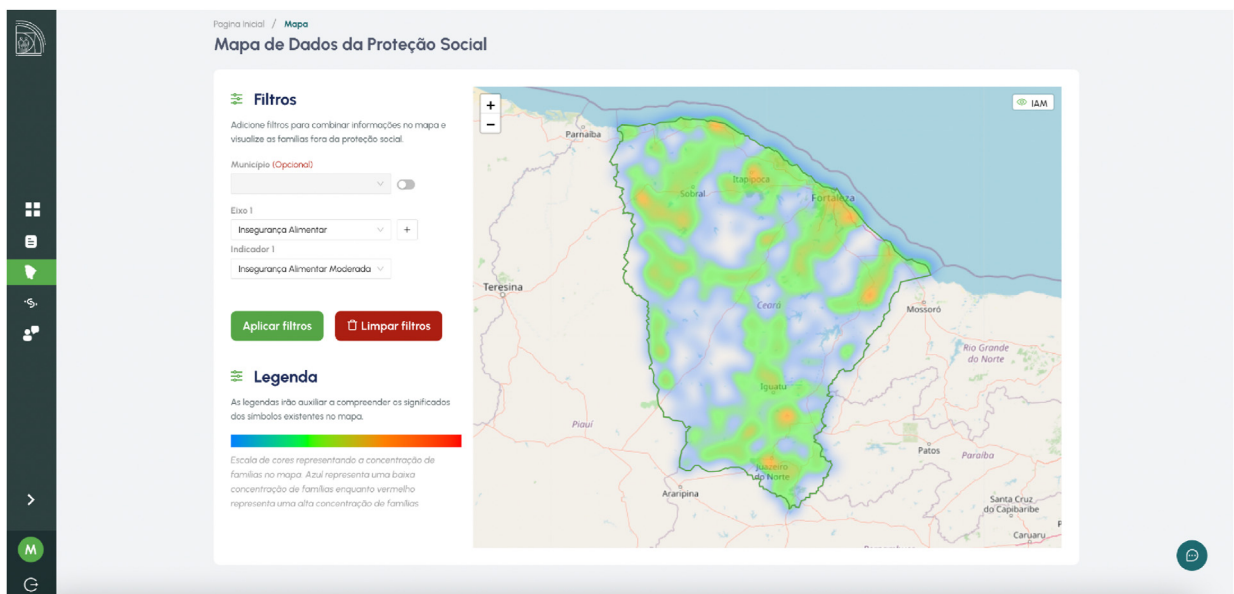 Pagina Inicial / Mapa
Mapa de Dados da Proteção Social
Filtros
Adicione filtros para combinar informações no mapa e
visualize as famílias fora da proteção social.
Município (Opcional)
Eixo 1
Insegurança Alimentar
+
Indicador 1
Insegurança Alimentar Moderada
Aplicar filtros
Limpar filtros
Legenda
As legendas irão auxiliar a compreender os significados
dos símbolos existentes no mapa.
Escala de cores representando a concentração de
famílias no mapa. Azul representa uma baixa
concentração de famílias enquanto vermelho
representa uma alta concentração de famílias
+
−
IAM
Parnaíba
Itapipoca
Sobral
Fortaleza
Teresina
Ceará
Mossoró
Rio Grande
do Norte
Iguatu
Piauí
Patos
Paraíba
Juazeiro
do Norte
Araripina
Santa Cruz
do Capibaribe
Caruaru
M